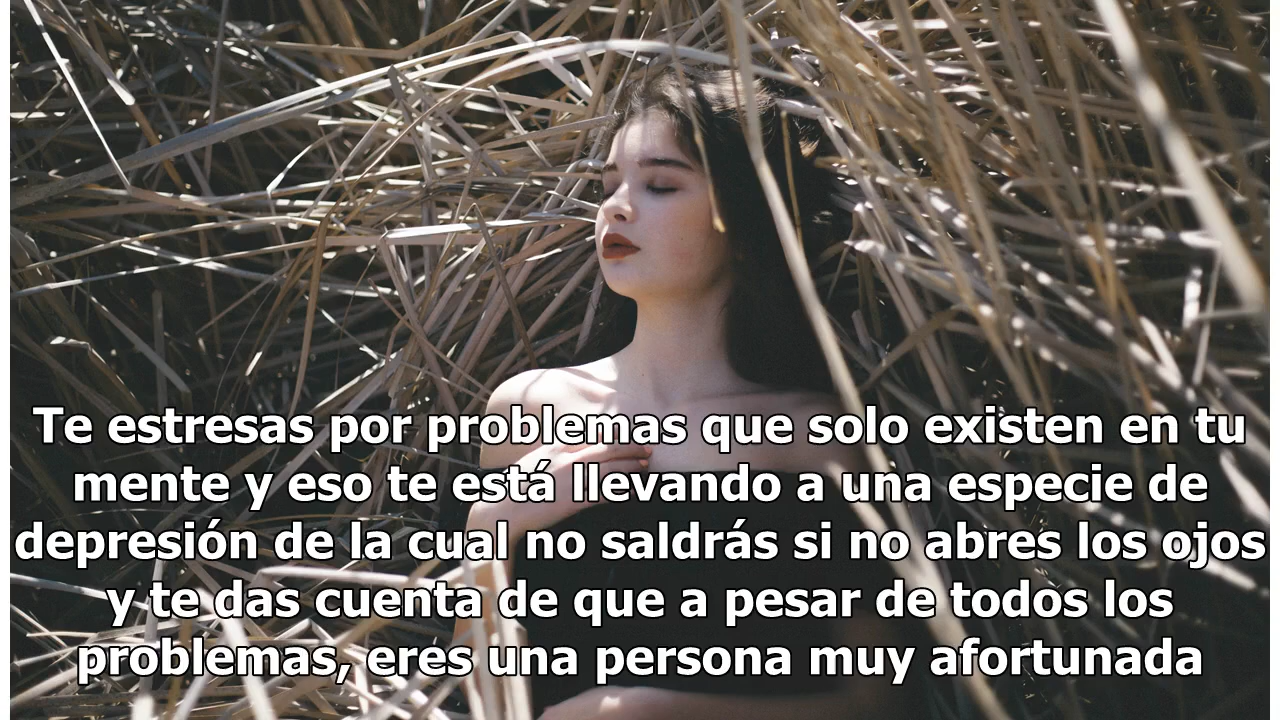 Te estresas por problemas que solo existen en tu
mente y eso te está llevando a una especie de
depresión de la cual no saldrás si no abres los ojos
y te das cuenta de que a pesar de todos los
problemas, eres una persona muy afortunada